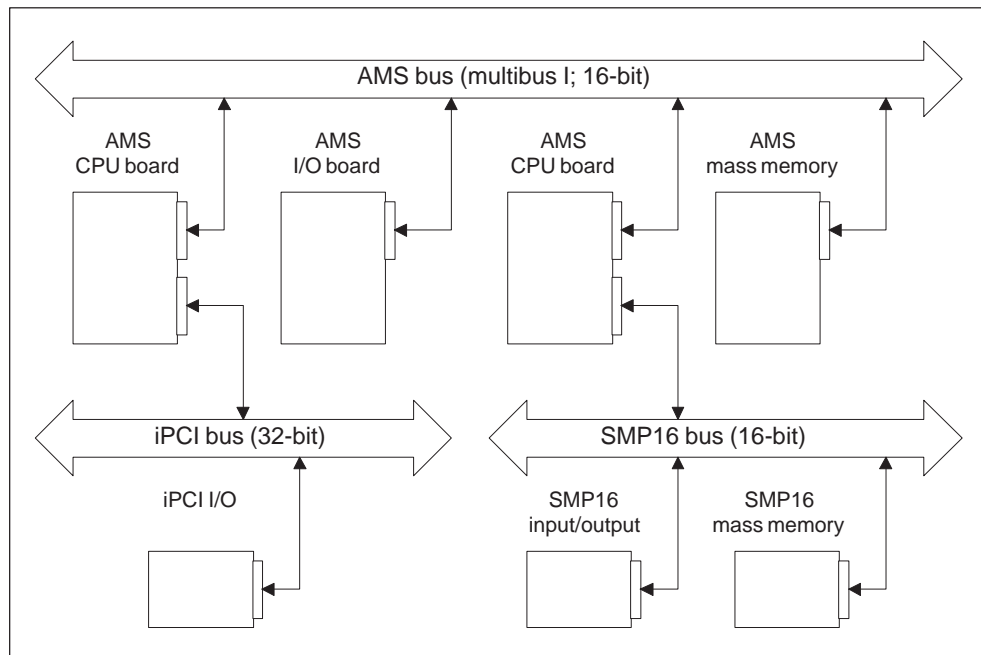 AMS bus (multibus I; 16-bit)
AMS
CPU board
AMS
I/O board
AMS
CPU board
AMS
mass memory
iPCI bus (32-bit)
SMP16 bus (16-bit)
iPCI I/O
SMP16
input/output
SMP16
mass memory